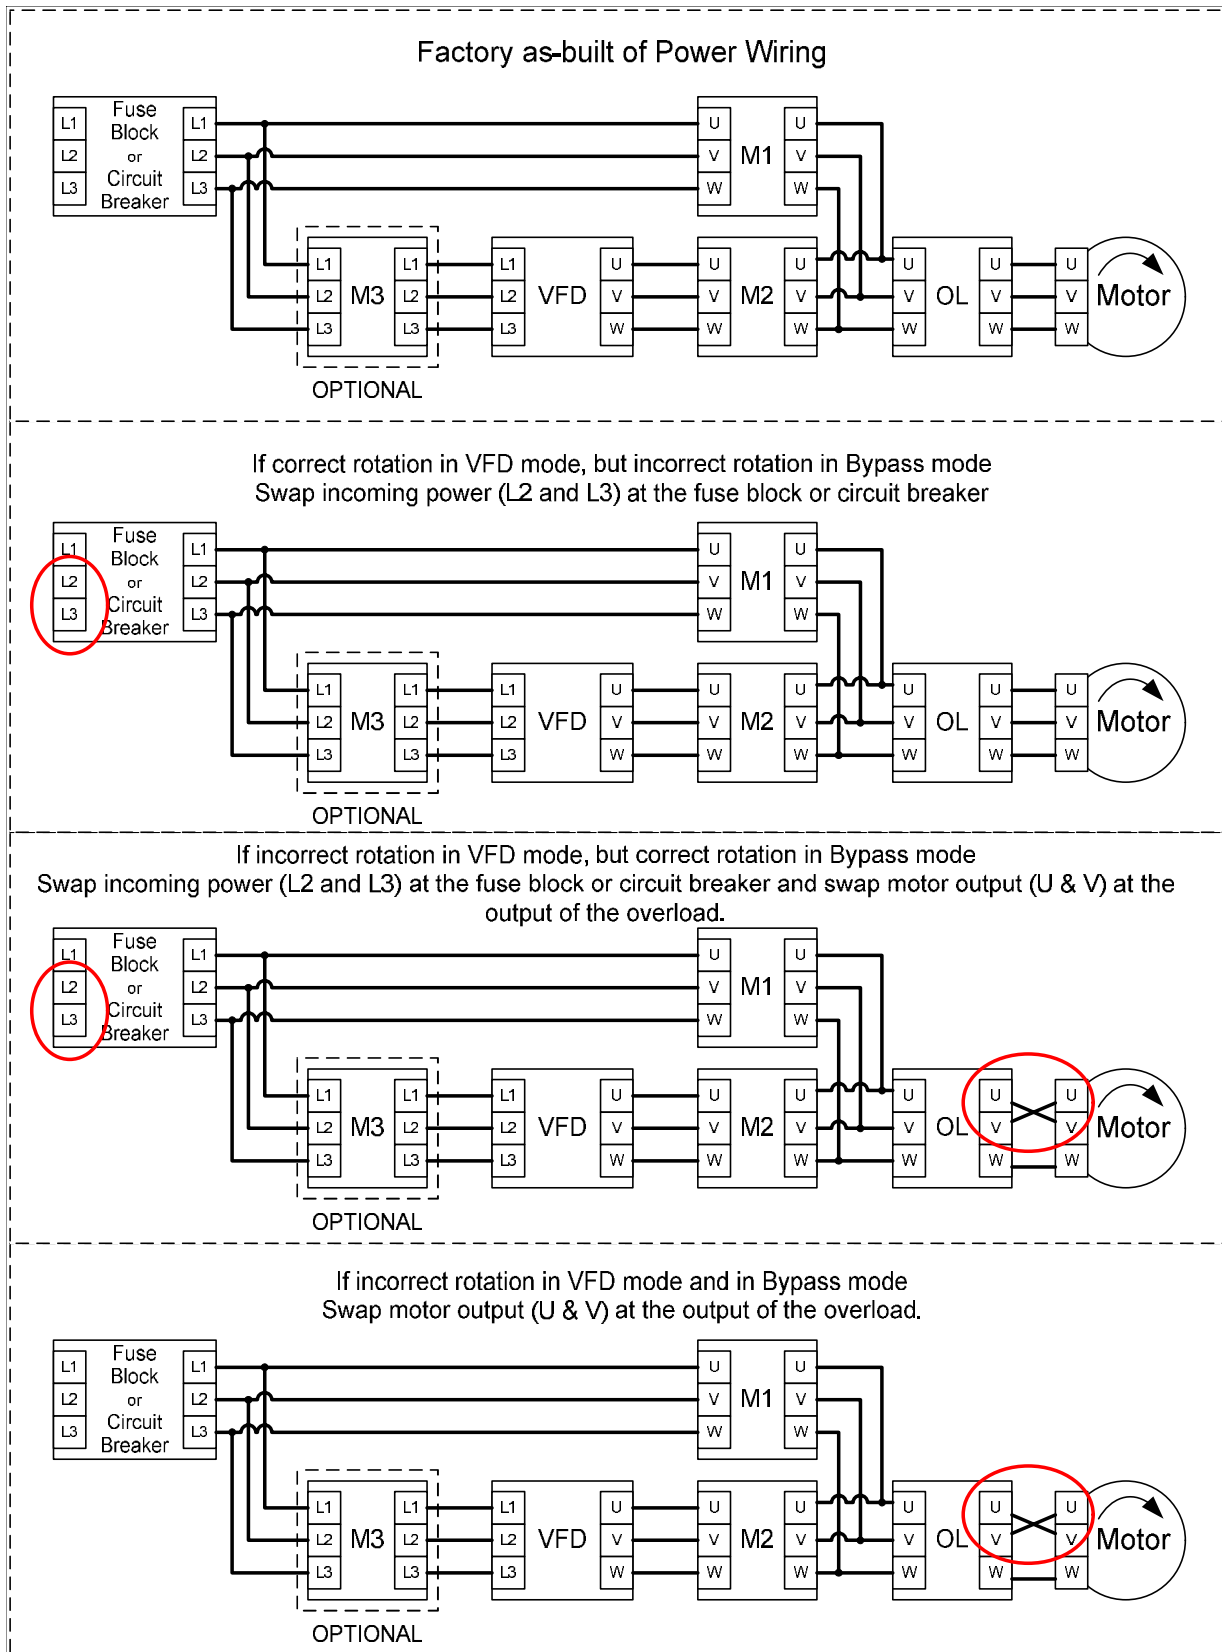 Factory as-built of Power Wiring
L1 Fuse L1 U U
Block
L2 or L2 V M1 V
Circuit
L3 Breaker L3 W W
L1 L1 L1 U U U U U U
L2 M3 L2 L2 VFD V V M2 V V OL V V Motor
L3 L3 L3 W W W W W W
OPTIONAL
If correct rotation in VFD mode, but incorrect rotation in Bypass mode
Swap incoming power (L2 and L3) at the fuse block or circuit breaker
L1 Fuse L1 U U
Block
L2 or L2 V M1 V
Circuit
L3 Breaker L3 W W
L1 L1 L1 U U U U U U
L2 M3 L2 L2 VFD V V M2 V V OL V V Motor
L3 L3 L3 W W W W W W
OPTIONAL
If incorrect rotation in VFD mode, but correct rotation in Bypass mode
Swap incoming power (L2 and L3) at the fuse block or circuit breaker and swap motor output (U & V) at the
output of the overload.
L1 Fuse L1 U U
Block
L2 or L2 V M1 V
Circuit
L3 Breaker L3 W W
L1 L1 L1 U U U U U U
L2 M3 L2 L2 VFD V V M2 V V OL V V Motor
L3 L3 L3 W W W W W W
OPTIONAL
If incorrect rotation in VFD mode and in Bypass mode
Swap motor output (U & V) at the output of the overload.
L1 Fuse L1 U U
Block
L2 or L2 V M1 V
Circuit
L3 Breaker L3 W W
L1 L1 L1 U U U U U U
L2 M3 L2 L2 VFD V V M2 V V OL V V Motor
L3 L3 L3 W W W W W W
OPTIONAL